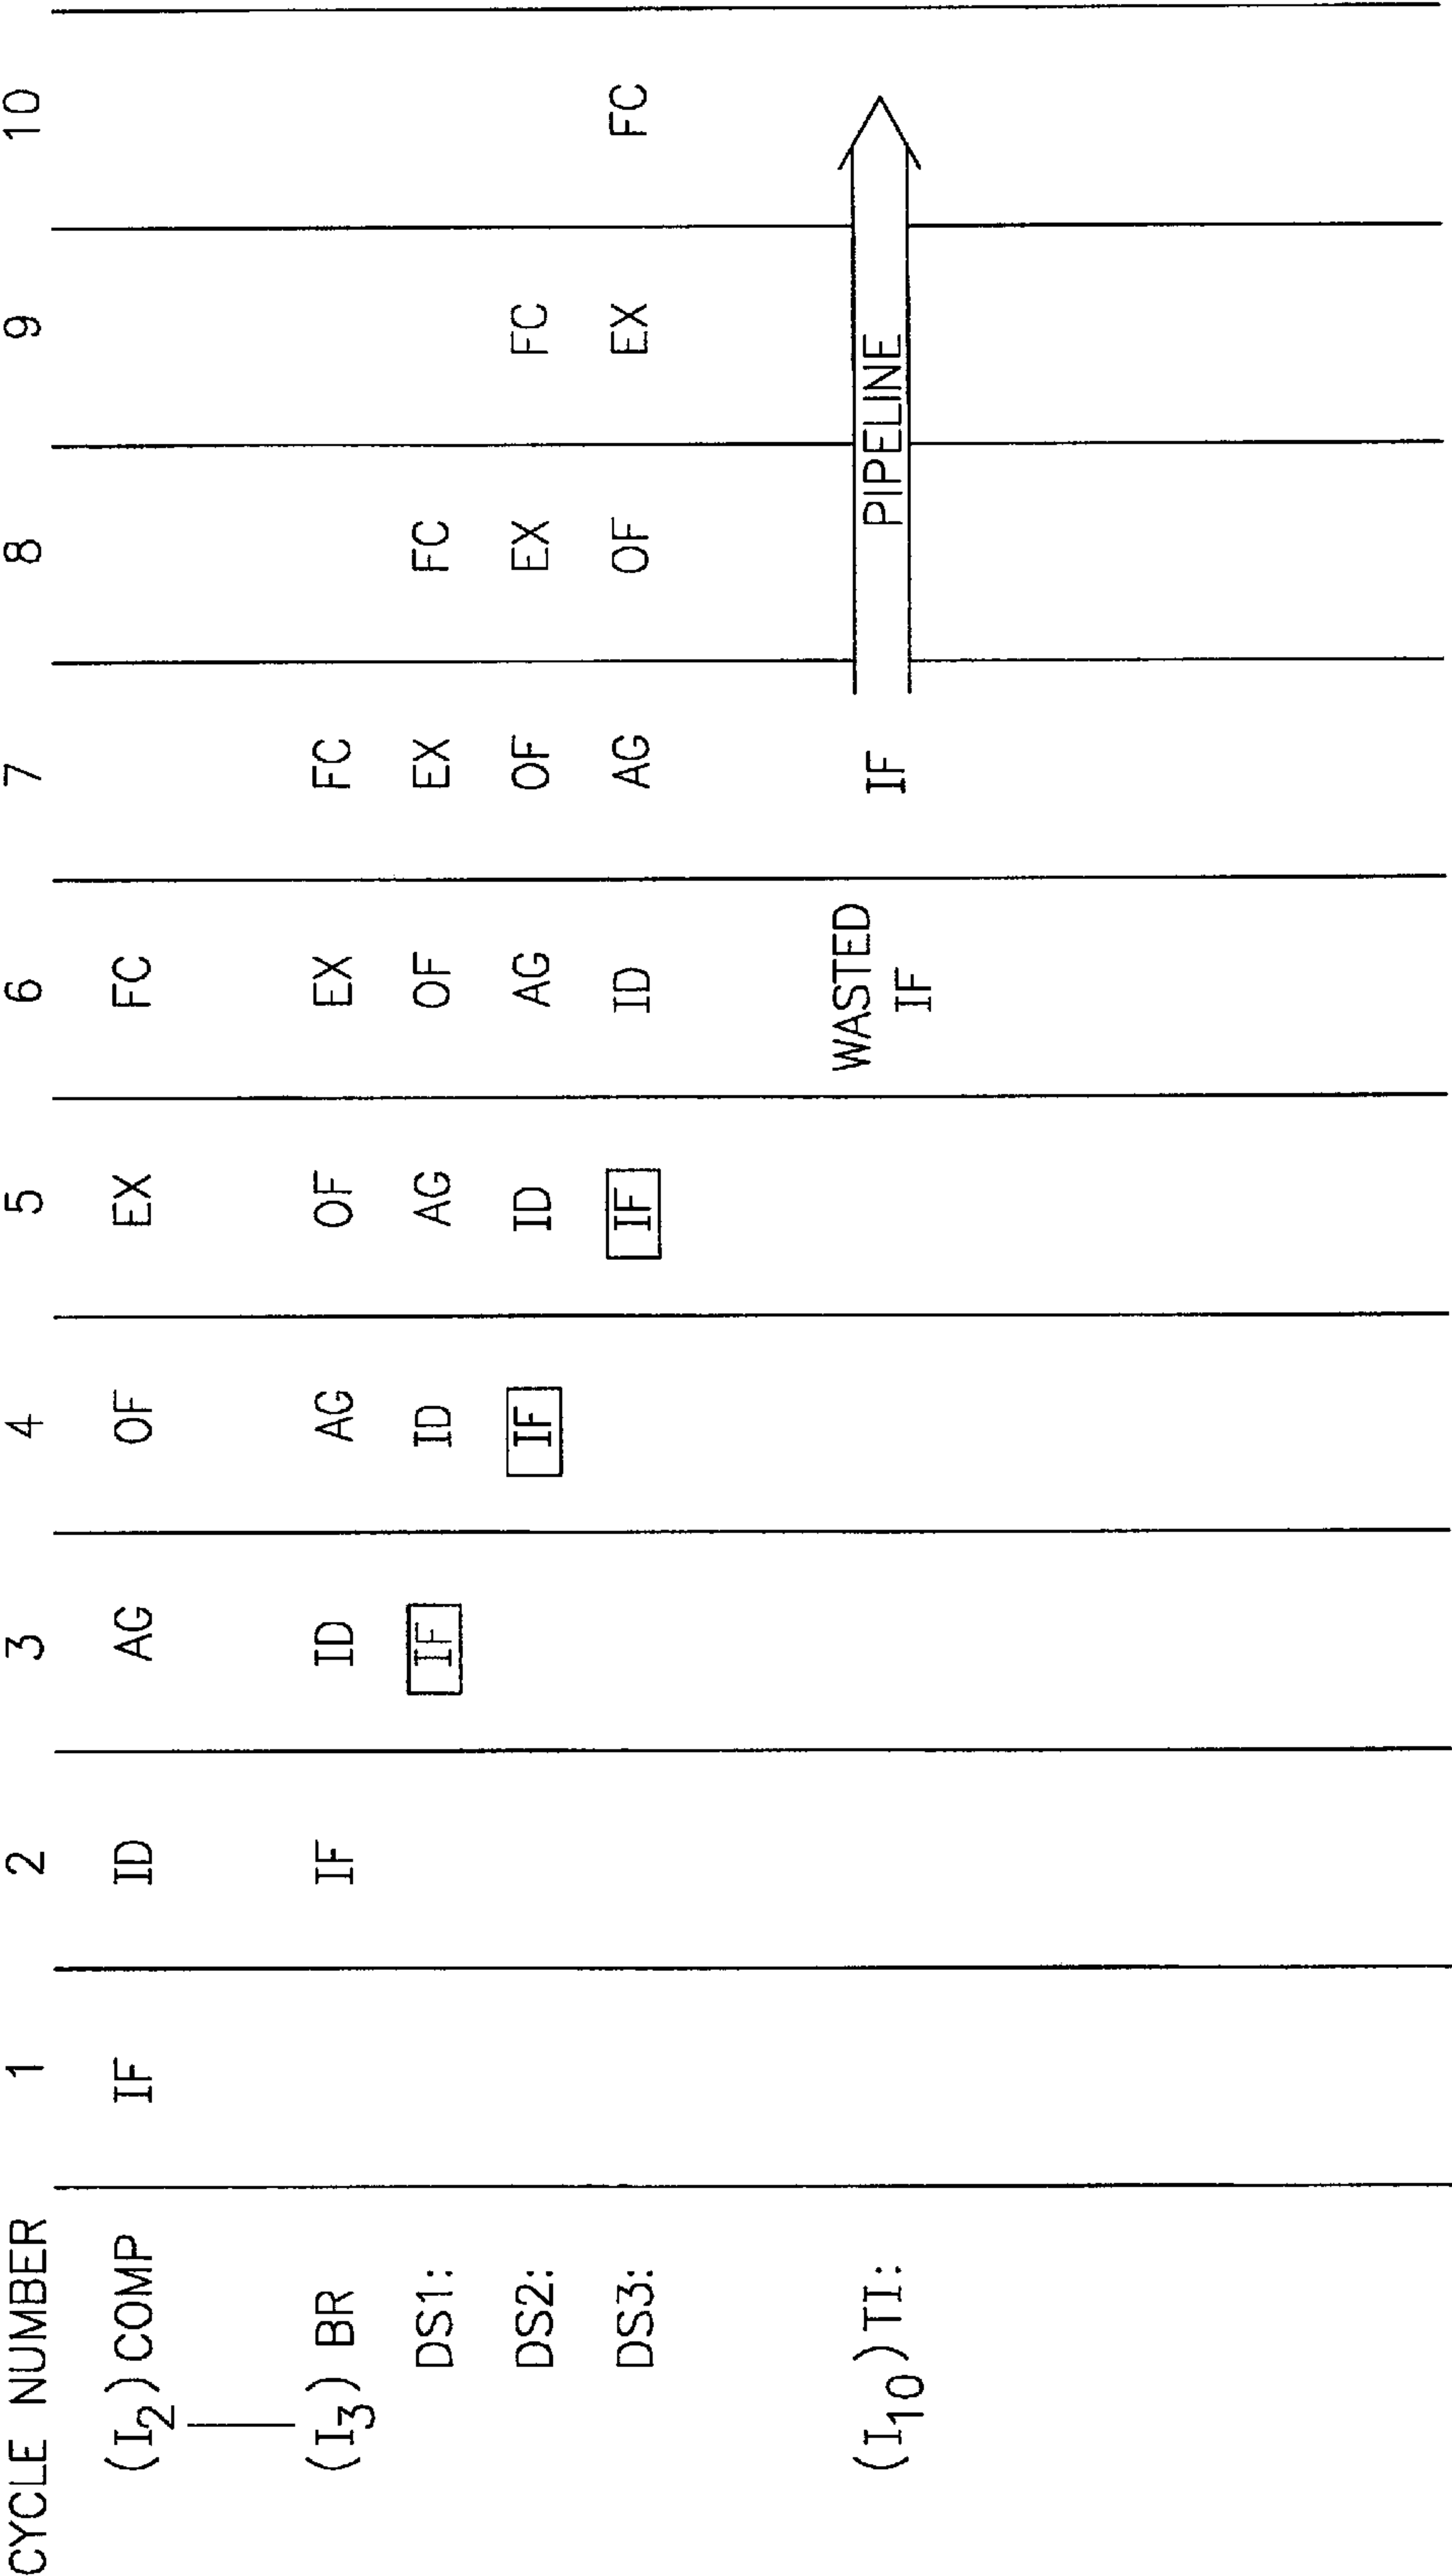 CYCLE NUMBER 1 2 3 4 5 6 7 8 9 10
(I2) COMP IF ID AG OF EX FC
(I3) BR IF ID AG OF EX FC
DS1: IF ID AG OF EX FC
DS2: IF ID AG OF EX FC
DS3: IF ID AG OF EX FC
WASTED
(I10) TI: IF IF PIPELINE